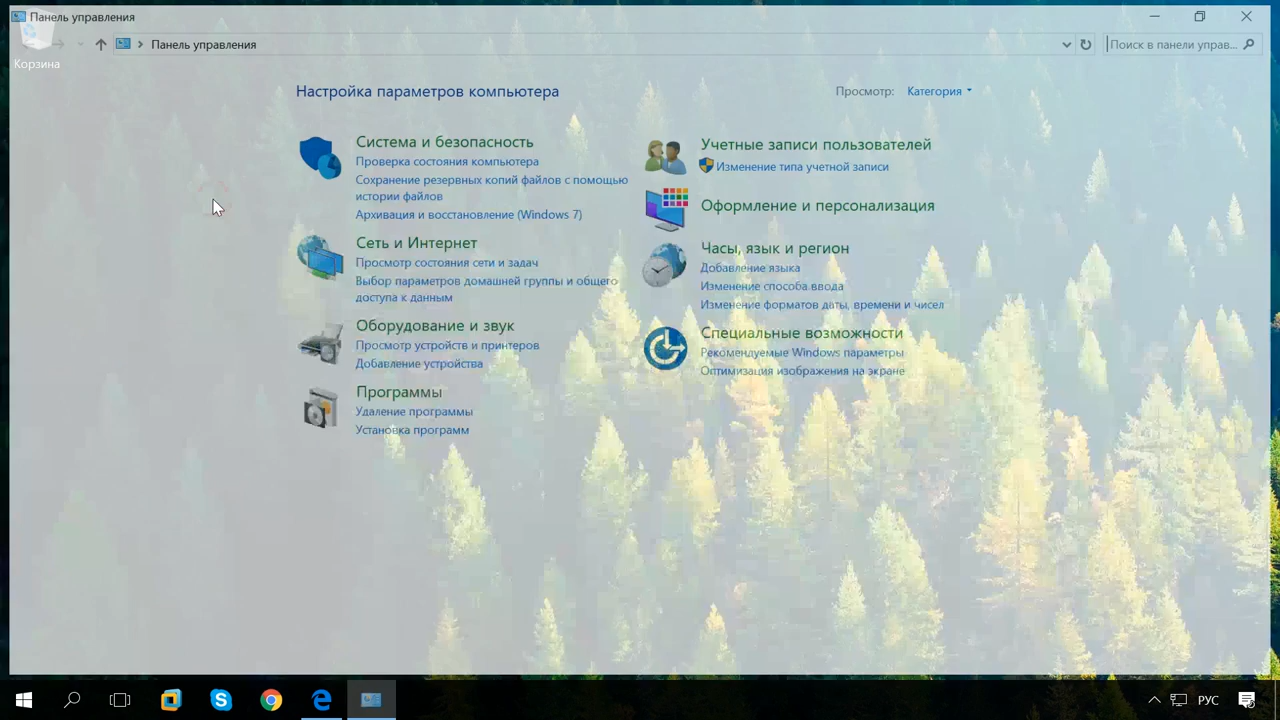 Панель управления
Корзина
Панель управления
Поиск в панели управ...
Настройка параметров компьютера
Просмотр:
Категория
Система и безопасность
Проверка состояния компьютера
Сохранение резервных копий файлов с помощью
истории файлов
Архивация и восстановление (Windows 7)
Сеть и Интернет
Просмотр состояния сети и задач
Выбор параметров домашней группы и общего
доступа к данным
Оборудование и звук
Просмотр устройств и принтеров
Добавление устройства
Программы
Удаление программы
Установка программ
Учетные записи пользователей
Изменение типа учетной записи
Оформление и персонализация
Часы, язык и регион
Добавление языка
Изменение способа ввода
Изменение форматов даты, времени и чисел
Специальные возможности
Рекомендуемые Windows параметры
Оптимизация изображения на экране
РУС